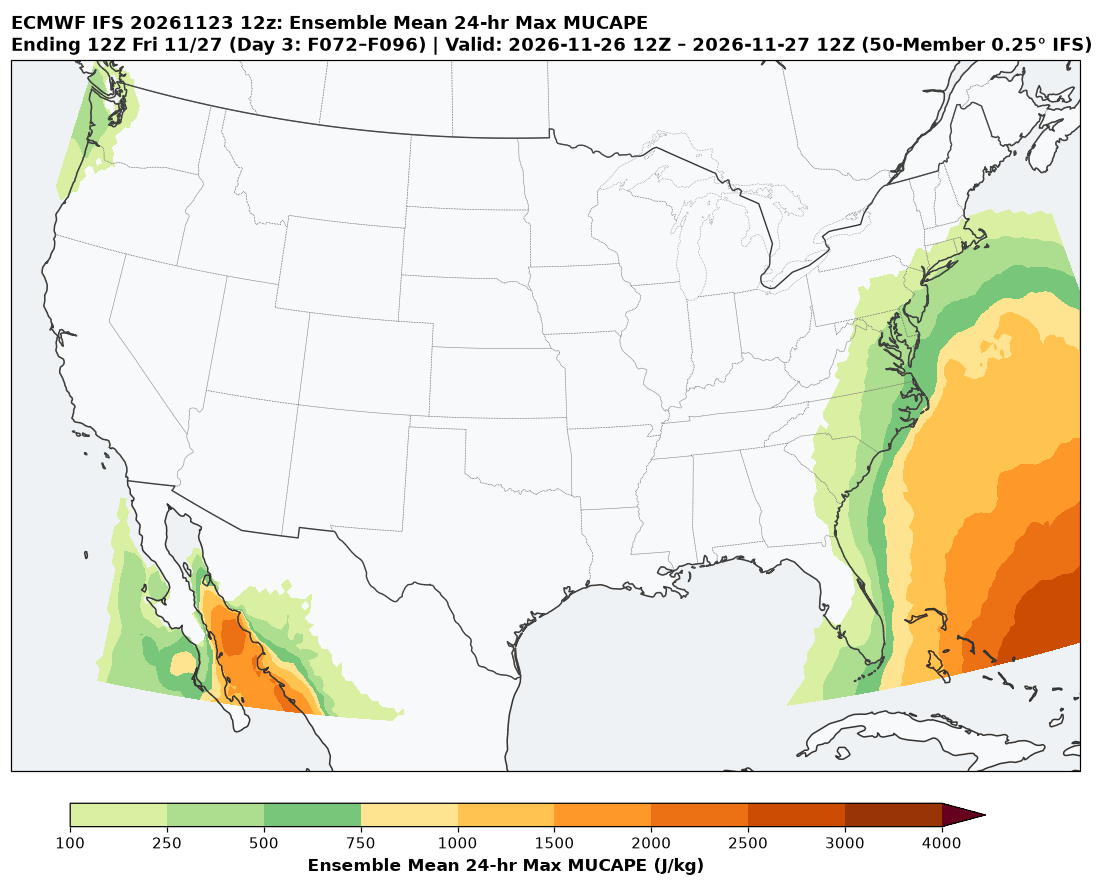 ECMWF IFS 20261123 12z: Ensemble Mean 24-hr Max MUCAPE
Ending 12Z Fri 11/27 (Day 3: F072–F096) | Valid: 2026-11-26 12Z – 2026-11-27 12Z (50-Member 0.25° IFS)
100 250 500 750 1000 1500 2000 2500 3000 4000
Ensemble Mean 24-hr Max MUCAPE (J/kg)